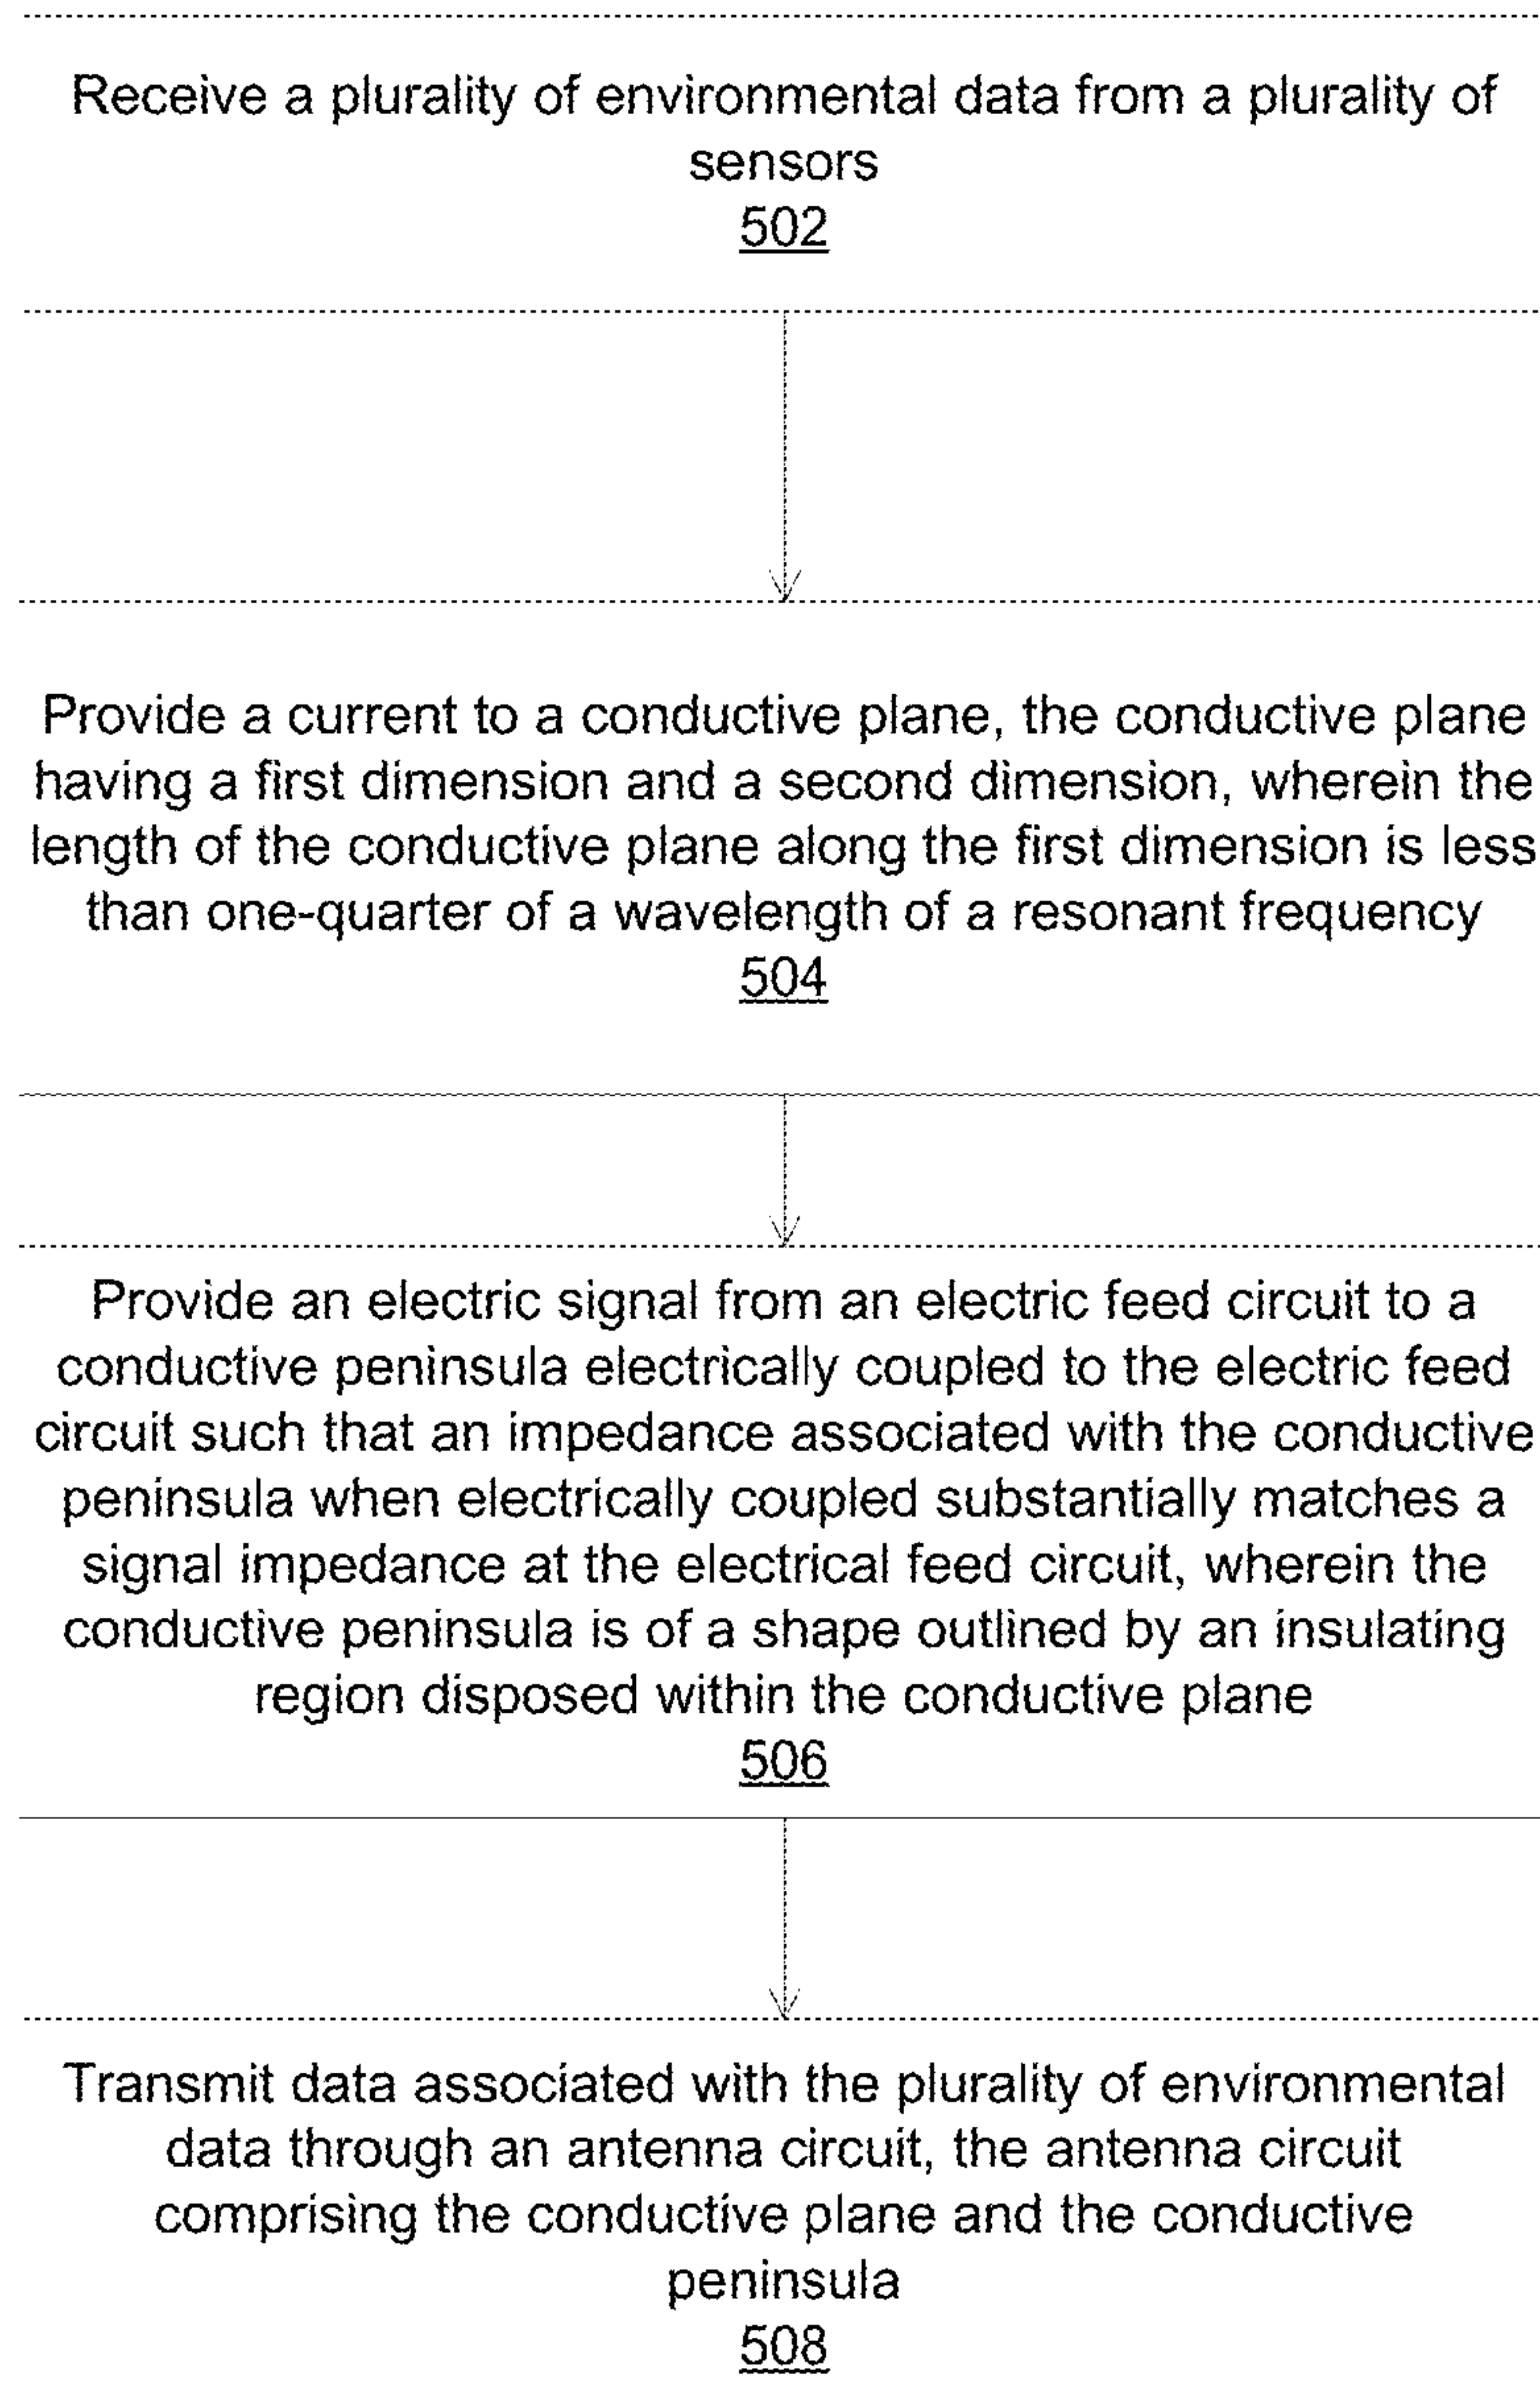 Receive a plurality of environmental data from a plurality of
sensors
502
Provide a current to a conductive plane, the conductive plane
having a first dimension and a second dimension, wherein the
length of the conductive plane along the first dimension is less
than one-quarter of a wavelength of a resonant frequency
504
Provide an electric signal from an electric feed circuit to a
conductive peninsula electrically coupled to the electric feed
circuit such that an impedance associated with the conductive
peninsula when electrically coupled substantially matches a
signal impedance at the electrical feed circuit, wherein the
conductive peninsula is of a shape outlined by an insulating
region disposed within the conductive plane
506
Transmit data associated with the plurality of environmental
data through an antenna circuit, the antenna circuit
comprising the conductive plane and the conductive
peninsula
508